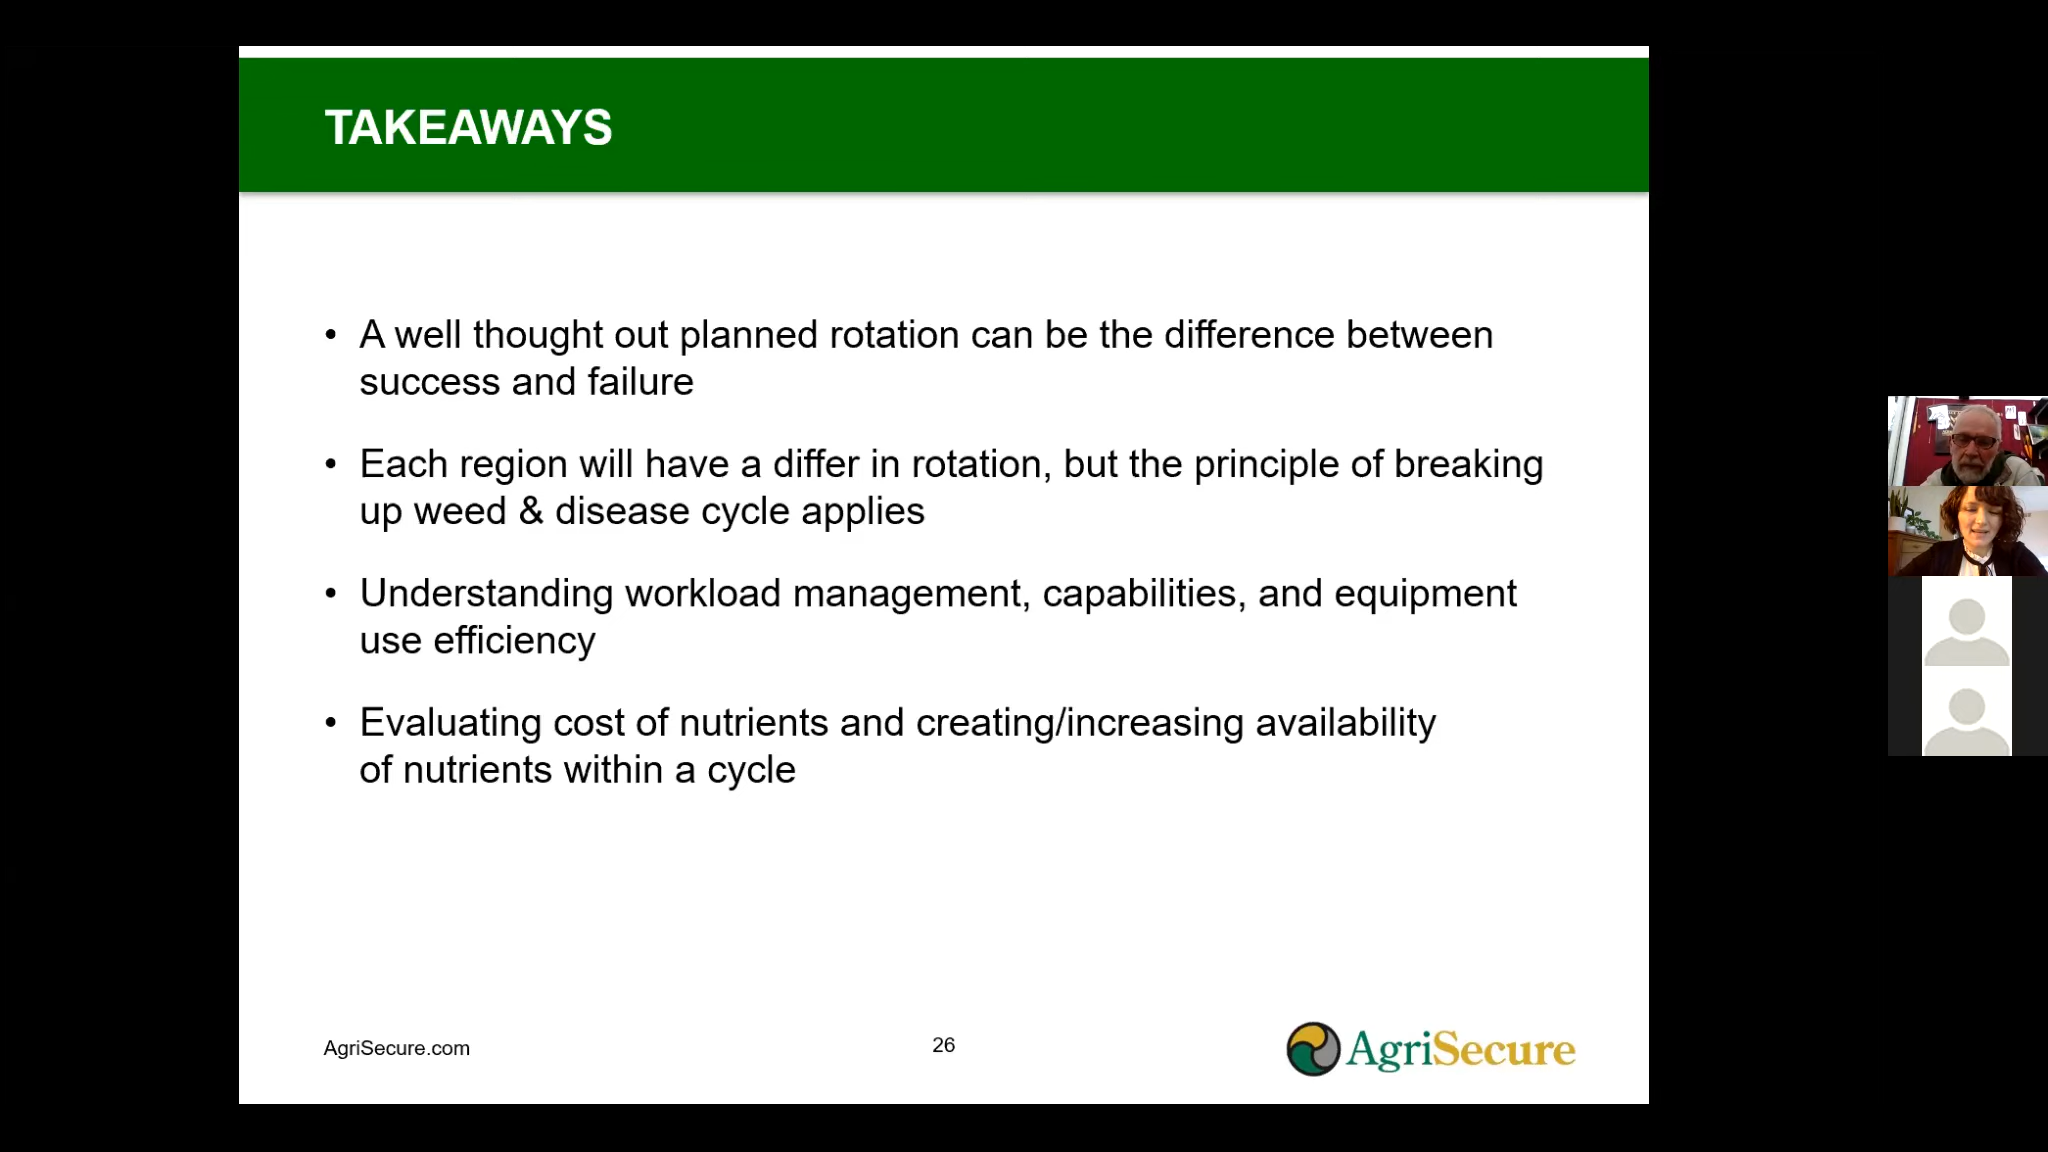 TAKEAWAYS
• A well thought out planned rotation can be the difference between
success and failure
• Each region will have a differ in rotation, but the principle of breaking
up weed & disease cycle applies
• Understanding workload management, capabilities, and equipment
use efficiency
• Evaluating cost of nutrients and creating/increasing availability
of nutrients within a cycle
AgriSecure.com
26
AgriSecure